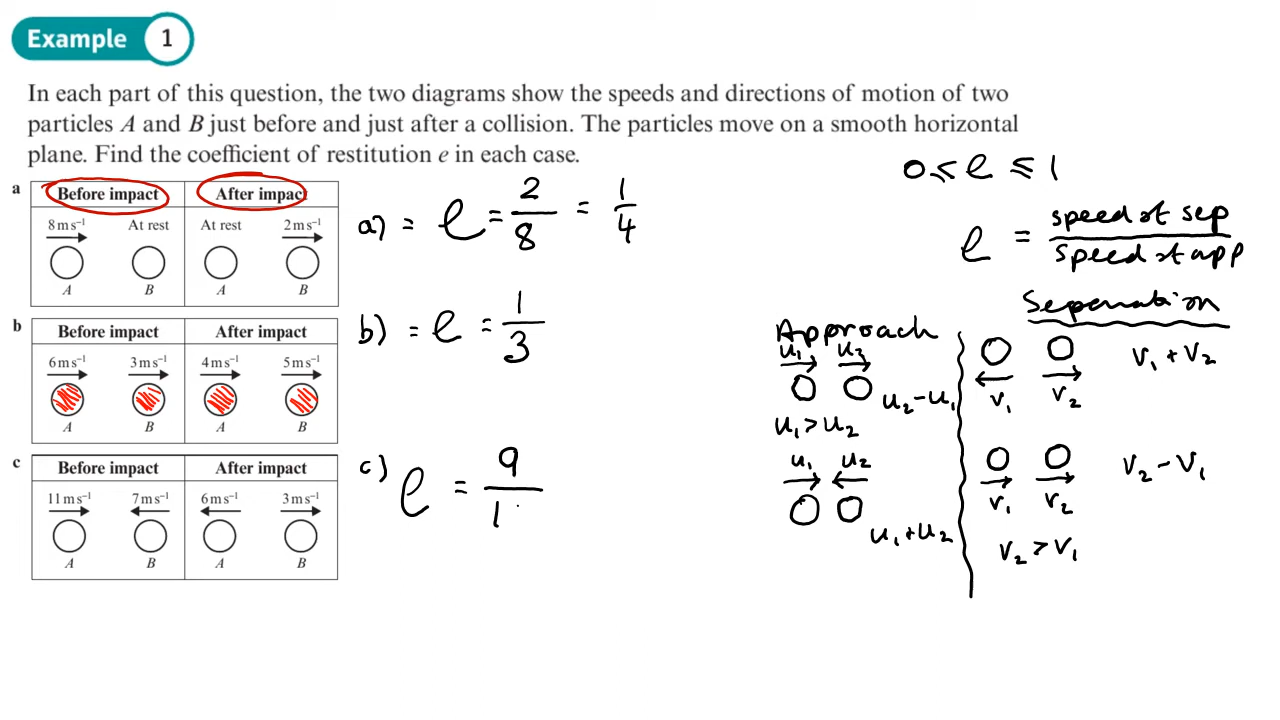 Example 1
In each part of this question, the two diagrams show the speeds and directions of motion of two
particles A and B just before and just after a collision. The particles move on a smooth horizontal
plane. Find the coefficient of restitution e in each case.
a
Before impact After impact
8 m s⁻¹ At rest At rest 2 m s⁻¹
A B A B
b
Before impact After impact
6 m s⁻¹ 3 m s⁻¹ 4 m s⁻¹ 5 m s⁻¹
A B A B
c
Before impact After impact
11 m s⁻¹ 7 m s⁻¹ 6 m s⁻¹ 3 m s⁻¹
A B A B
a) = e = 2/8 = 1/4
b) = e = 1/3
c) e = 9/1
0 ≤ e ≤ 1
e = speed of sep / speed of app
Approach
u₁ u₂
u₂ - u₁
u₁ > u₂
u₁ u₂
u₁ + u₂
Seperation
v₁ v₂
v₁ + v₂
v₁ v₂
v₂ - v₁
v₂ > v₁